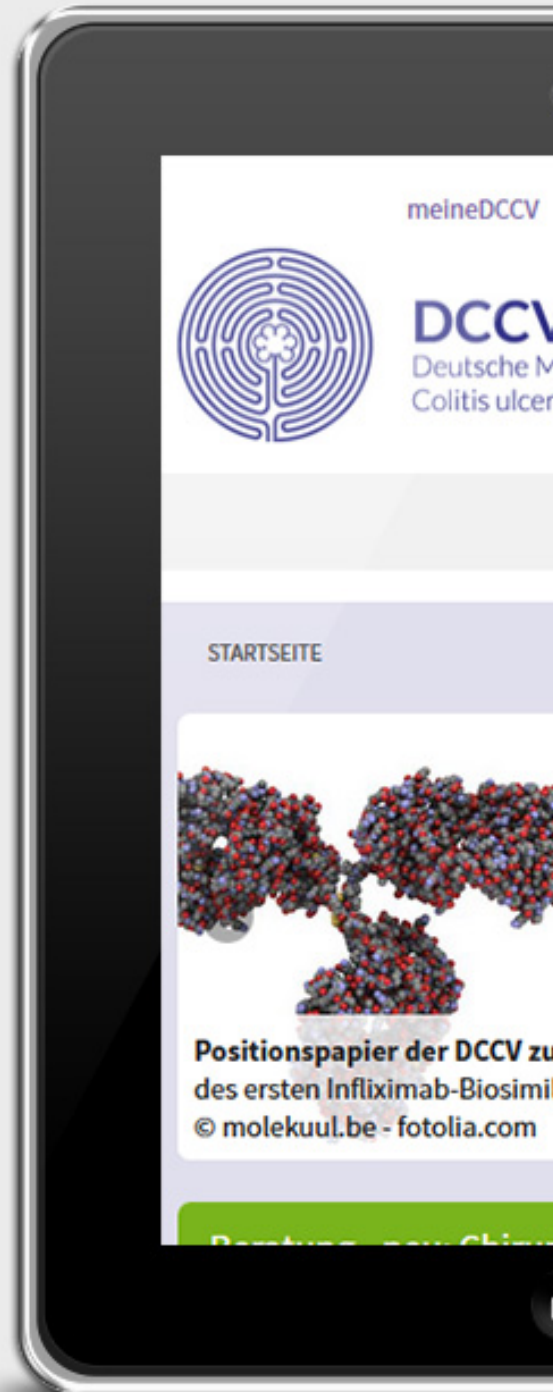 meineDCCV
DCCV
Deutsche M
Colitis ulcer
STARTSEITE
Positionspapier der DCCV zu
des ersten Infliximab-Biosimil
© molekuul.be - fotolia.com